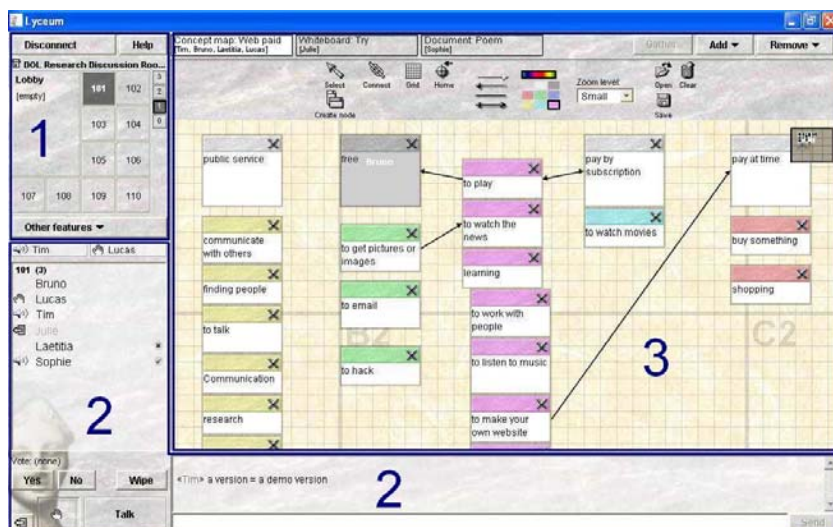 Lyceum
Disconnect Help
DOL Research Discussion Roo...
Lobby
[empty]
101 102
103 104
105 106
107 108 109 110
3
2
1
0
Other features
1
Tim Lucas
101 (3)
Bruno
Lucas
Tim
Julie
Laetitia
Sophie
2
Vote: (none)
Yes No Wipe
Talk
Concept map: Web paid
[Tim, Bruno, Laetitia, Lucas]
Whiteboard: Try
[Julie]
Document: Poem
[Sophie]
Gather Add Remove
Select Connect Grid Home
Create node
Zoom level
Small
Open Clear
Save
public service
communicate
with others
finding people
to talk
Communication
research
free
Bruno
to get pictures or
images
to email
B2
to hack
to play
to watch the
news
learning
to work with
people
to listen to music
to make your
own website
pay by
subscription
to watch movies
pay at time
buy something
shopping
C2
3
<Tim> a version = a demo version
2
Send